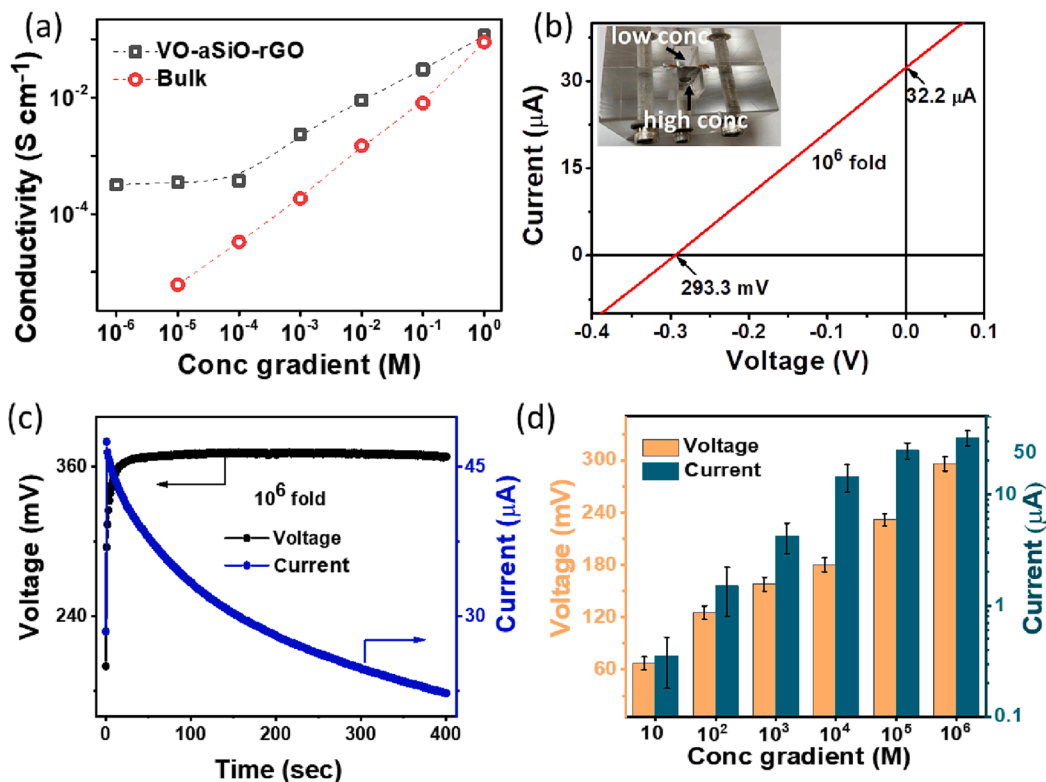 (a)
VO-aSiO-rGO
Bulk
Conductivity (S cm⁻¹)
10⁻²
10⁻⁴
10⁻⁶ 10⁻⁵ 10⁻⁴ 10⁻³ 10⁻² 10⁻¹ 10⁰
Conc gradient (M)
(b)
low conc
high conc
32.2 μA
10⁶ fold
293.3 mV
Current (μA)
30
15
0
-0.4 -0.3 -0.2 -0.1 0.0 0.1
Voltage (V)
(c)
10⁶ fold
Voltage
Current
Voltage (mV)
360
240
45
30
Current (μA)
0 100 200 300 400
Time (sec)
(d)
Voltage
Current
Voltage (mV)
300
240
180
120
60
50
10
1
0.1
Current (μA)
10 10² 10³ 10⁴ 10⁵ 10⁶
Conc gradient (M)